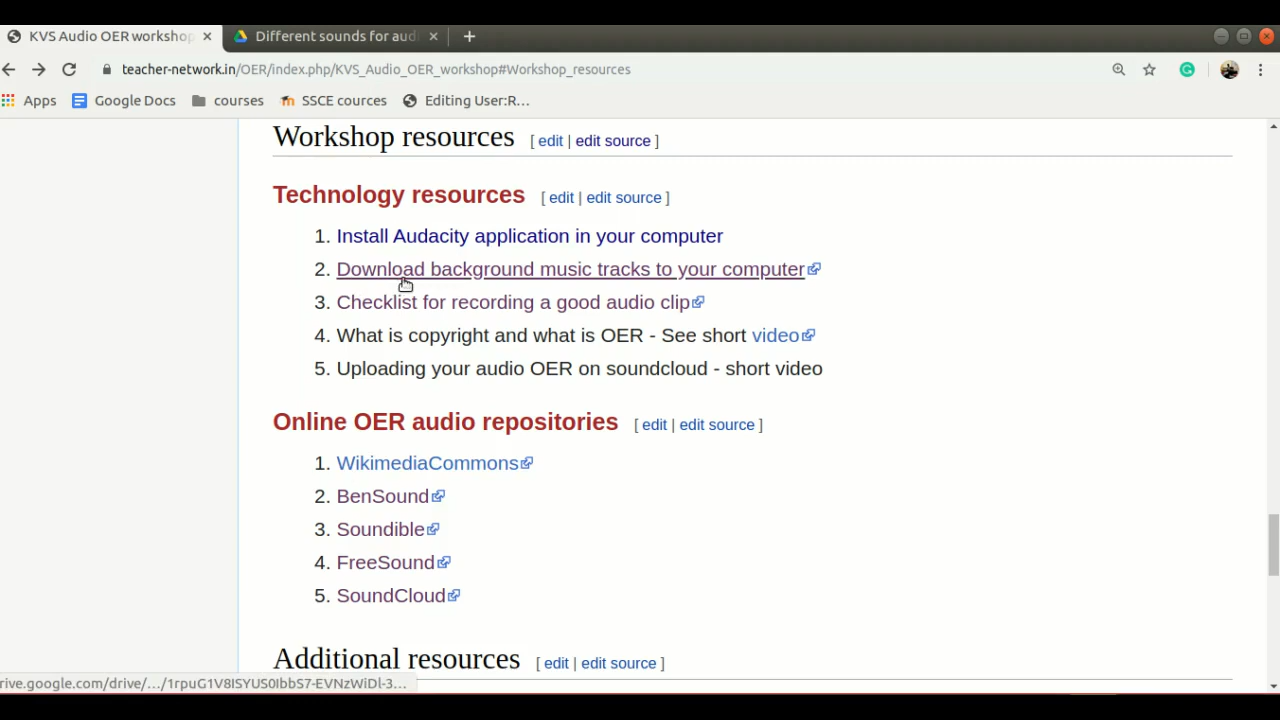 KVS Audio OER workshop
Different sounds for aud
teacher-network.in/OER/index.php/KVS_Audio_OER_workshop#Workshop_resources
Apps Google Docs courses SSCE cources Editing User:R...
Workshop resources [ edit | edit source ]
Technology resources [ edit | edit source ]
1. Install Audacity application in your computer
2. Download background music tracks to your computer
3. Checklist for recording a good audio clip
4. What is copyright and what is OER - See short video
5. Uploading your audio OER on soundcloud - short video
Online OER audio repositories [ edit | edit source ]
1. WikimediaCommons
2. BenSound
3. Soundible
4. FreeSound
5. SoundCloud
Additional resources [ edit | edit source ]